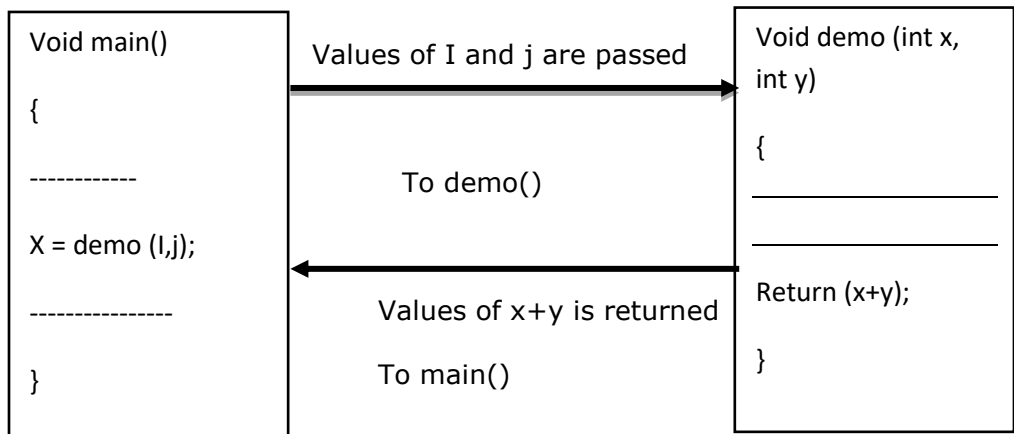 Void main()
{
------------
X = demo (I,j);
----------------
}
Values of I and j are passed
To demo()
Values of x+y is returned
To main()
Void demo (int x,
int y)
{
Return (x+y);
}